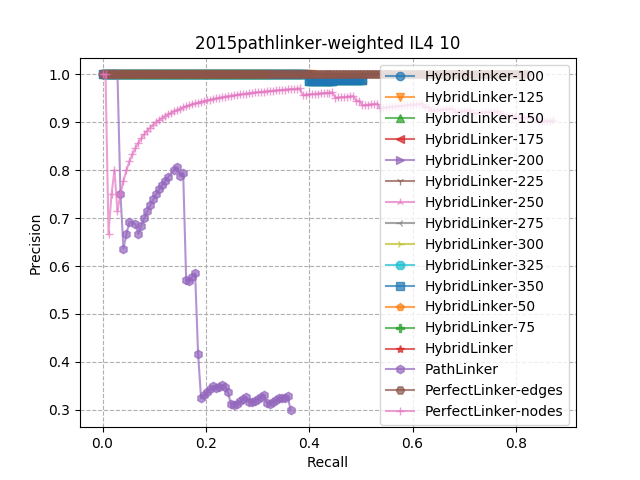 2015pathlinker-weighted IL4 10
Precision
1.0
0.9
0.8
0.7
0.6
0.5
0.4
0.3
0.0
0.2
0.4
0.6
0.8
Recall
HybridLinker-100
HybridLinker-125
HybridLinker-150
HybridLinker-175
HybridLinker-200
HybridLinker-225
HybridLinker-250
HybridLinker-275
HybridLinker-300
HybridLinker-325
HybridLinker-350
HybridLinker-50
HybridLinker-75
HybridLinker
PathLinker
PerfectLinker-edges
PerfectLinker-nodes